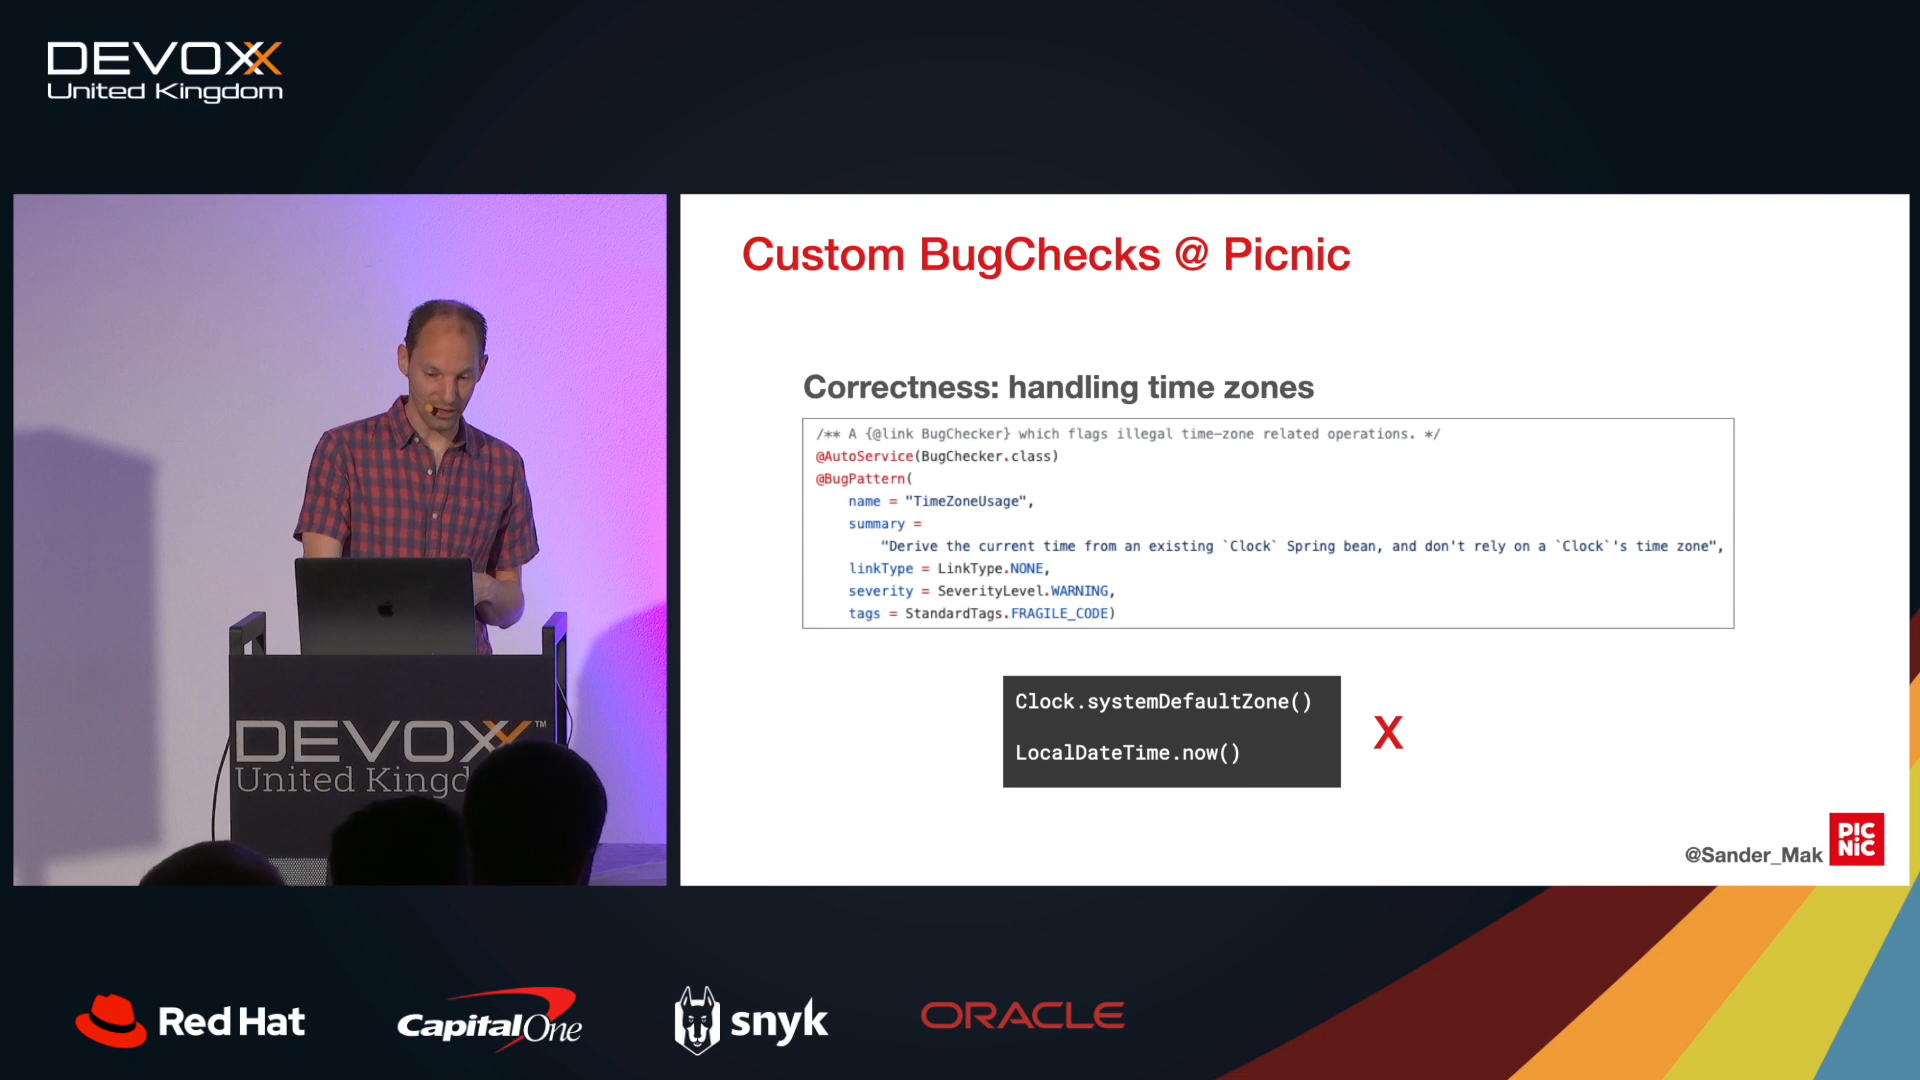 DEVOXX
United Kingdom
Custom BugChecks @ Picnic
Correctness: handling time zones
/** A {@link BugChecker} which flags illegal time-zone related operations. */
@AutoService(BugChecker.class)
@BugPattern(
name = "TimeZoneUsage",
summary =
"Derive the current time from an existing `Clock` Spring bean, and don't rely on a `Clock`'s time zone",
linkType = LinkType.NONE,
severity = SeverityLevel.WARNING,
tags = StandardTags.FRAGILE_CODE)
Clock.systemDefaultZone()
LocalDateTime.now()
X
@Sander_Mak
PIC
NIC
DEVOXX™
United Kingd
Red Hat
Capital One
snyk
ORACLE